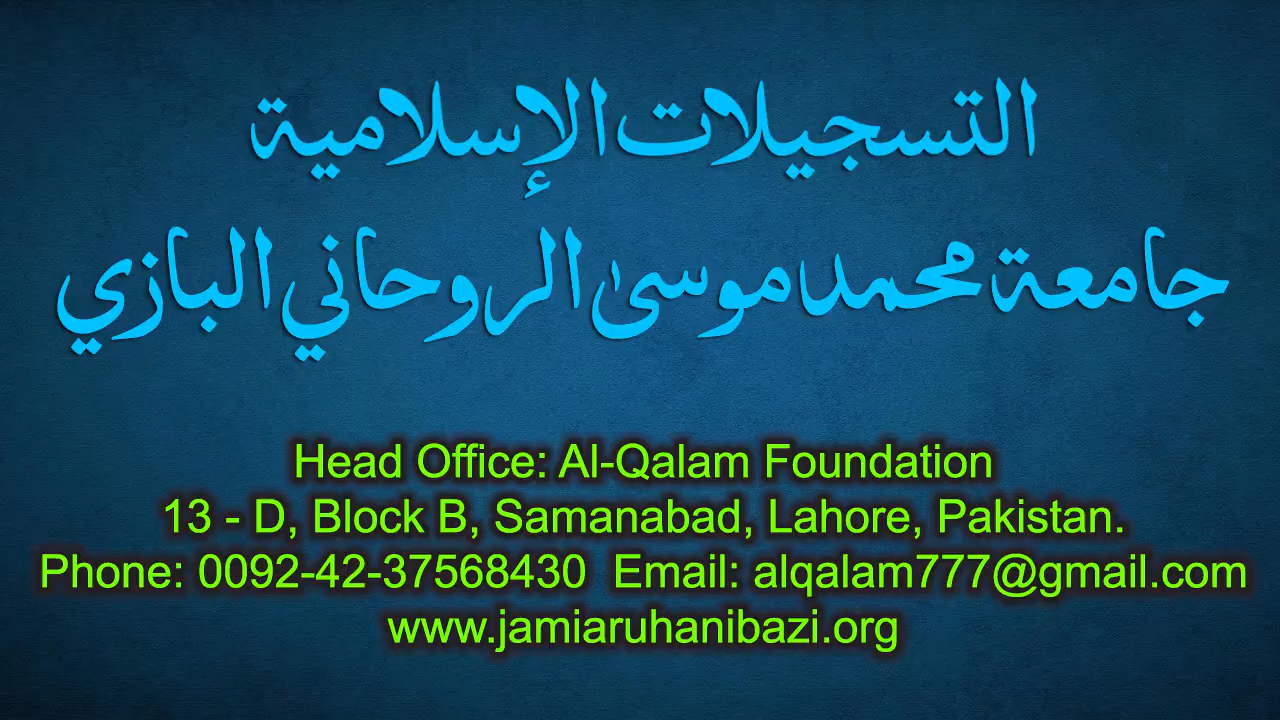 التسجيلات الإسلامية
جامعة محمد موسىٰ الروحاني البازي
Head Office: Al-Qalam Foundation
13 - D, Block B, Samanabad, Lahore, Pakistan.
Phone: 0092-42-37568430  Email: alqalam777@gmail.com
www.jamiaruhanibazi.org